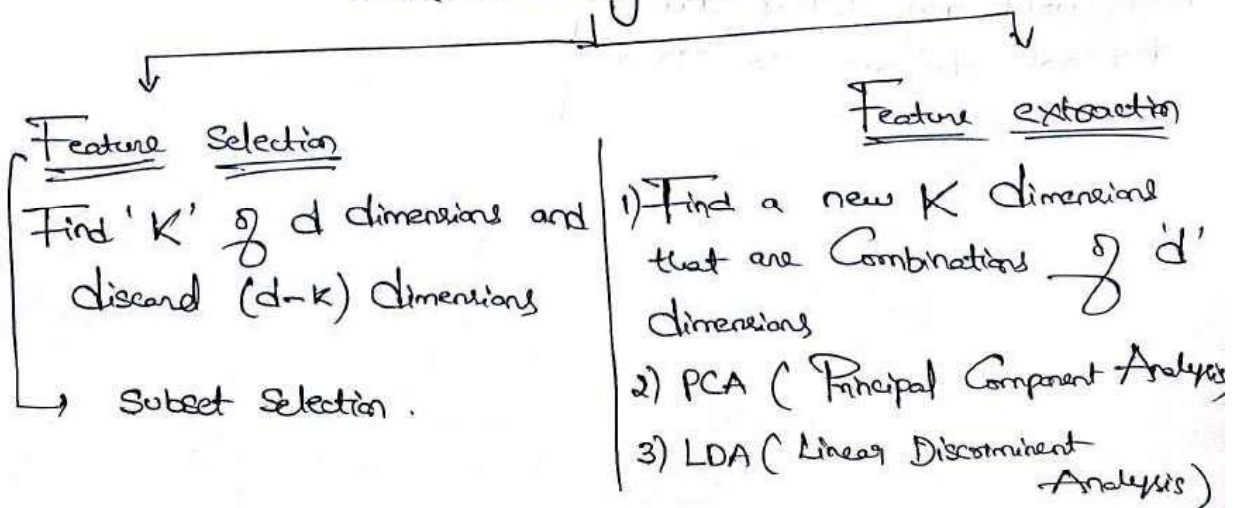 Feature Selection
Find 'K' of d dimensions and
discard (d-k) dimensions
Subset Selection.
Feature extraction
1) Find a new K dimensions
that are Combinations of 'd'
dimensions
2) PCA ( Principal Component Analysis
3) LDA ( Linear Discriminent
Analysis)